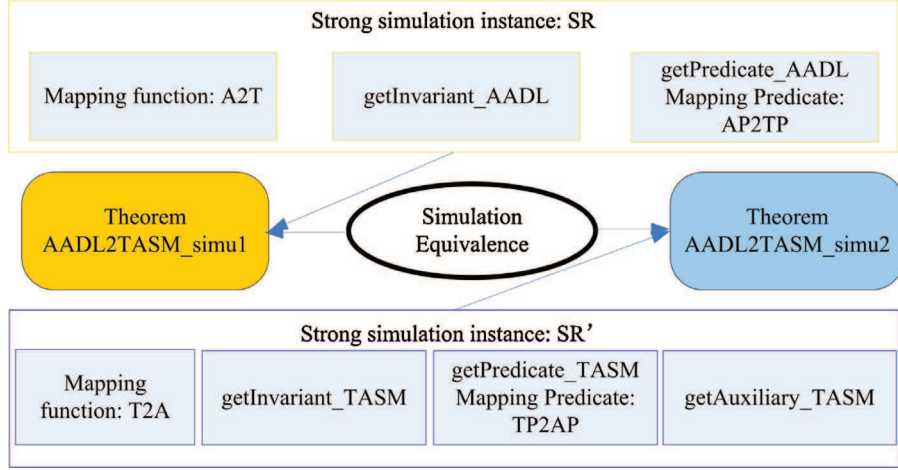 Strong simulation instance: SR
Mapping function: A2T
getInvariant_AADL
getPredicate_AADL
Mapping Predicate:
AP2TP
Theorem
AADL2TASM_simu1
Simulation
Equivalence
Theorem
AADL2TASM_simu2
Strong simulation instance: SR’
Mapping
function: T2A
getInvariant_TASM
getPredicate_TASM
Mapping Predicate:
TP2AP
getAuxiliary_TASM